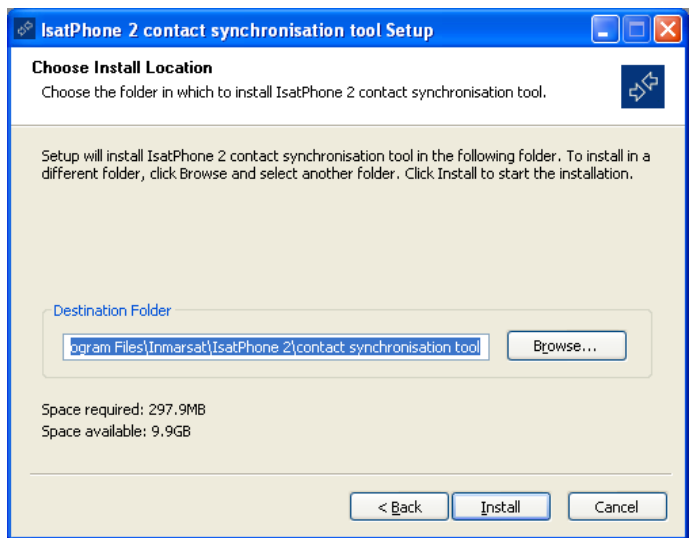 IsatPhone 2 contact synchronisation tool Setup
Choose Install Location
Choose the folder in which to install IsatPhone 2 contact synchronisation tool.
Setup will install IsatPhone 2 contact synchronisation tool in the following folder. To install in a
different folder, click Browse and select another folder. Click Install to start the installation.
Destination Folder
ogram Files\Inmarsat\IsatPhone 2\contact synchronisation tool
Browse...
Space required: 297.9MB
Space available: 9.9GB
< Back
Install
Cancel